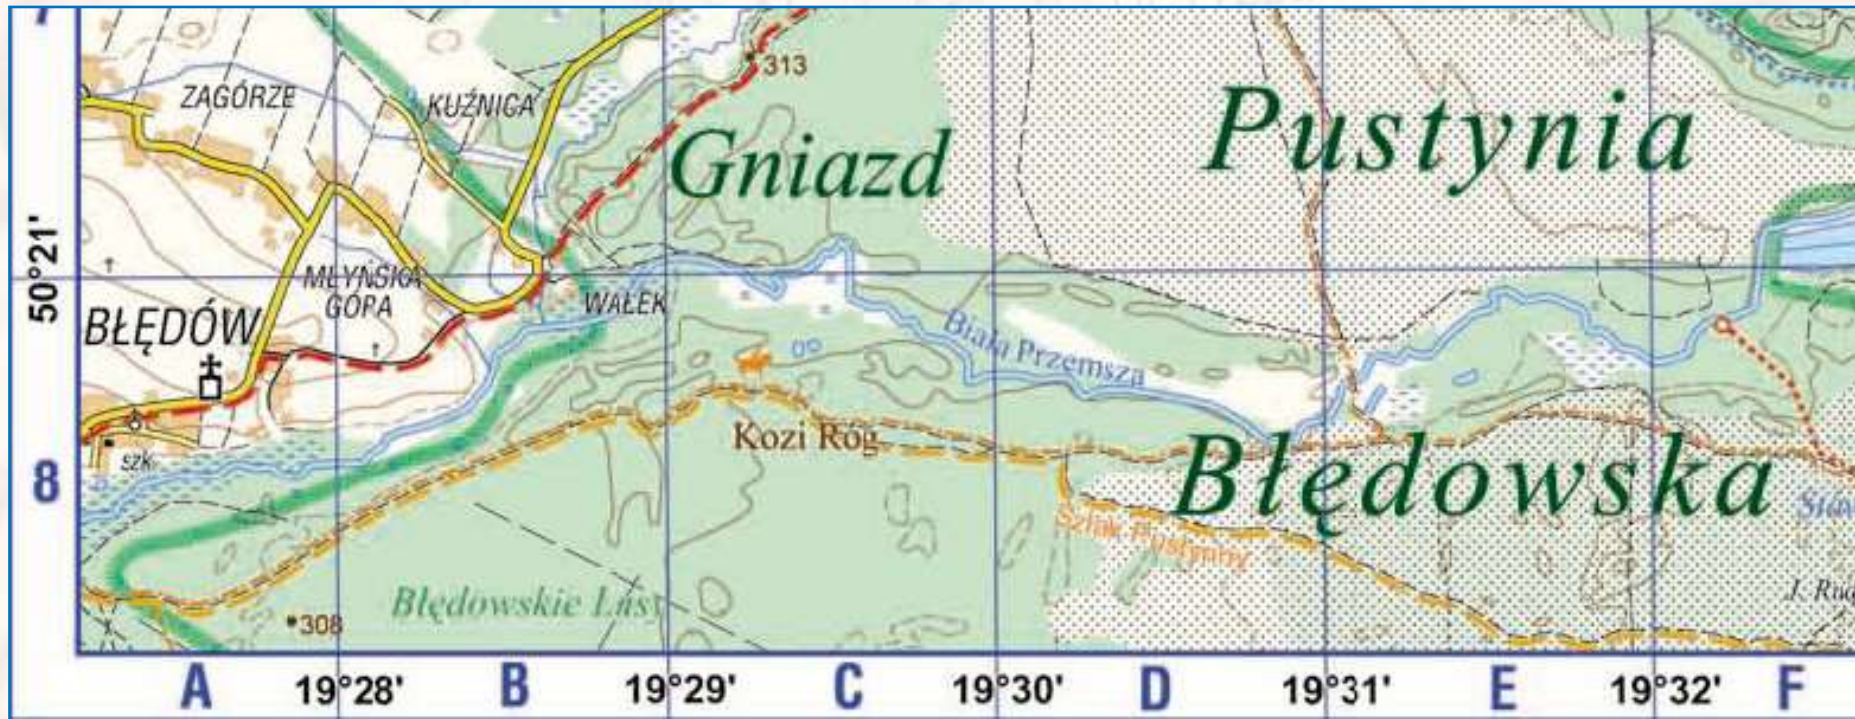 7
313
ZAGÓRZE
KUŹNICA
Gniazd
Pustynia
50°21'
MŁYŃSKA
GÓRA
WAŁEK
BŁĘDÓW
Biała Przemsza
Kozi Róg
szk.
8
Błędowska
Szlak Pustynny
Błędowskie Lasy
308
A 19°28' B 19°29' C 19°30' D 19°31' E 19°32' F